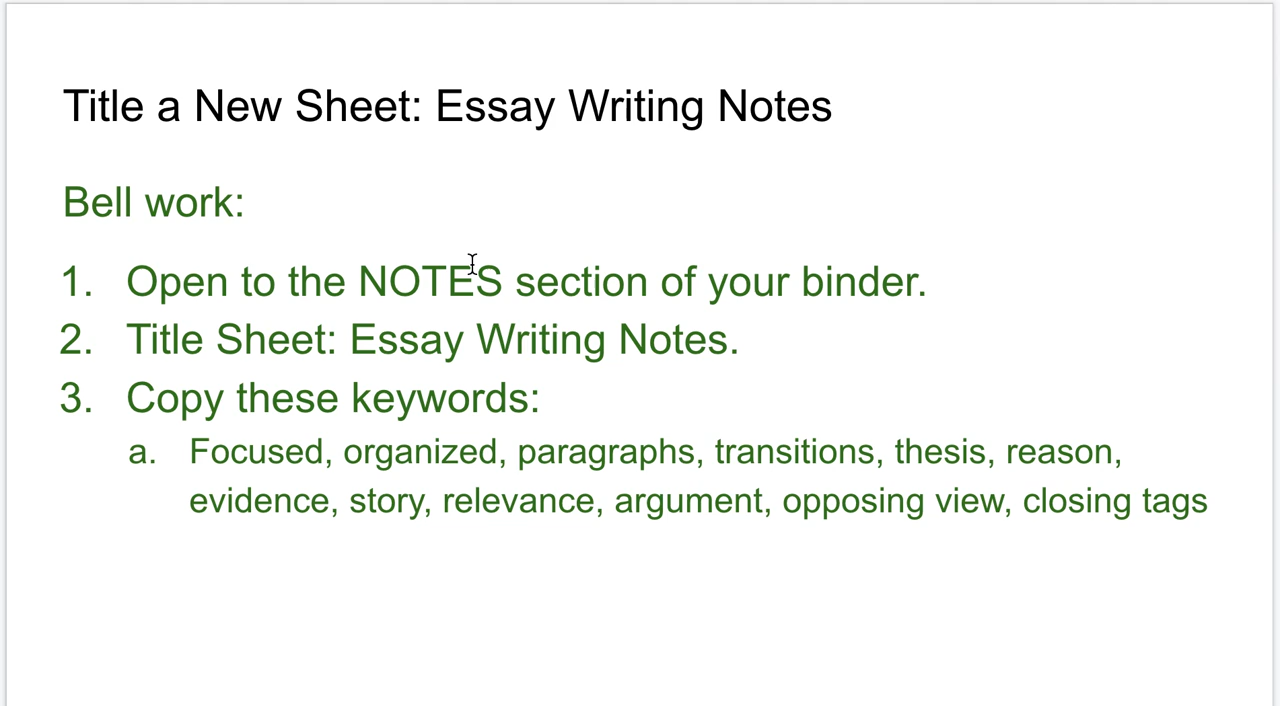 Title a New Sheet: Essay Writing Notes
Bell work:
1. Open to the NOTES section of your binder.
2. Title Sheet: Essay Writing Notes.
3. Copy these keywords:
a. Focused, organized, paragraphs, transitions, thesis, reason,
evidence, story, relevance, argument, opposing view, closing tags